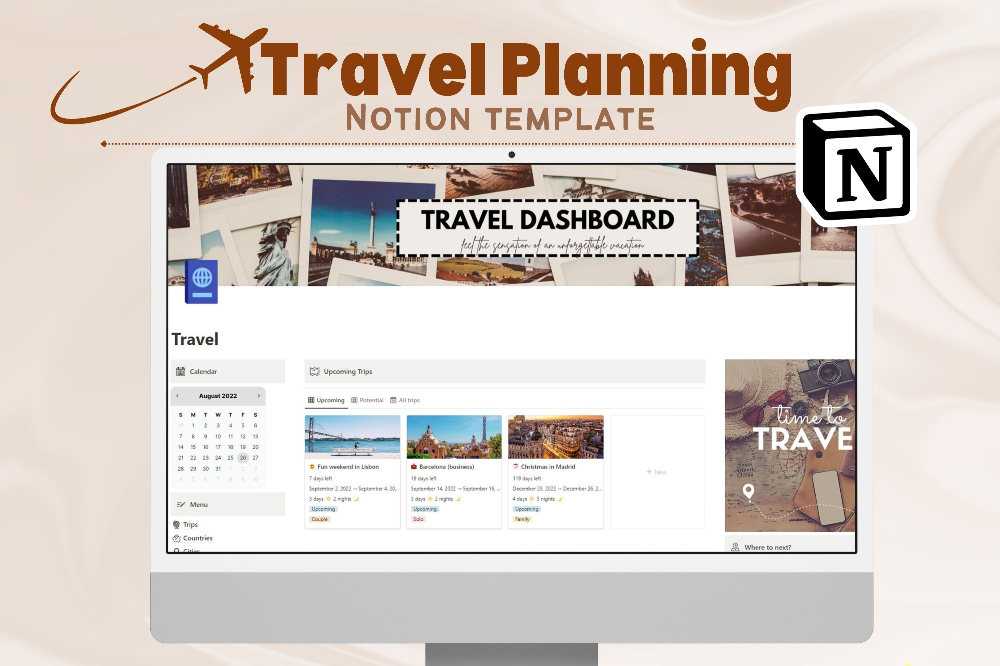 Travel Planning
NOTION TEMPLATE
N
TRAVEL DASHBOARD
feel the sensation of an unforgettable vacation
Travel
Calendar
August 2022
S M T W T F S
31 1 2 3 4 5 6
7 8 9 10 11 12 13
14 15 16 17 18 19 20
21 22 23 24 25 26 27
28 29 30 31 1 2 3
4 5 6 7 8 9 10
Menu
Trips
Countries
Cities
Upcoming Trips
Upcoming Potential All trips
Fun weekend in Lisbon
7 days left
September 2, 2022 → September 4, 20...
3 days ☀ 2 nights 🌙
Upcoming
Couple
Barcelona (business)
19 days left
September 14, 2022 → September 16, ...
3 days ☀ 2 nights 🌙
Upcoming
Solo
Christmas in Madrid
119 days left
December 23, 2022 → December 26, 2...
4 days ☀ 3 nights 🌙
Upcoming
Family
+ New
time to
TRAVE
South
Atlantic
Ocean
Where to next?